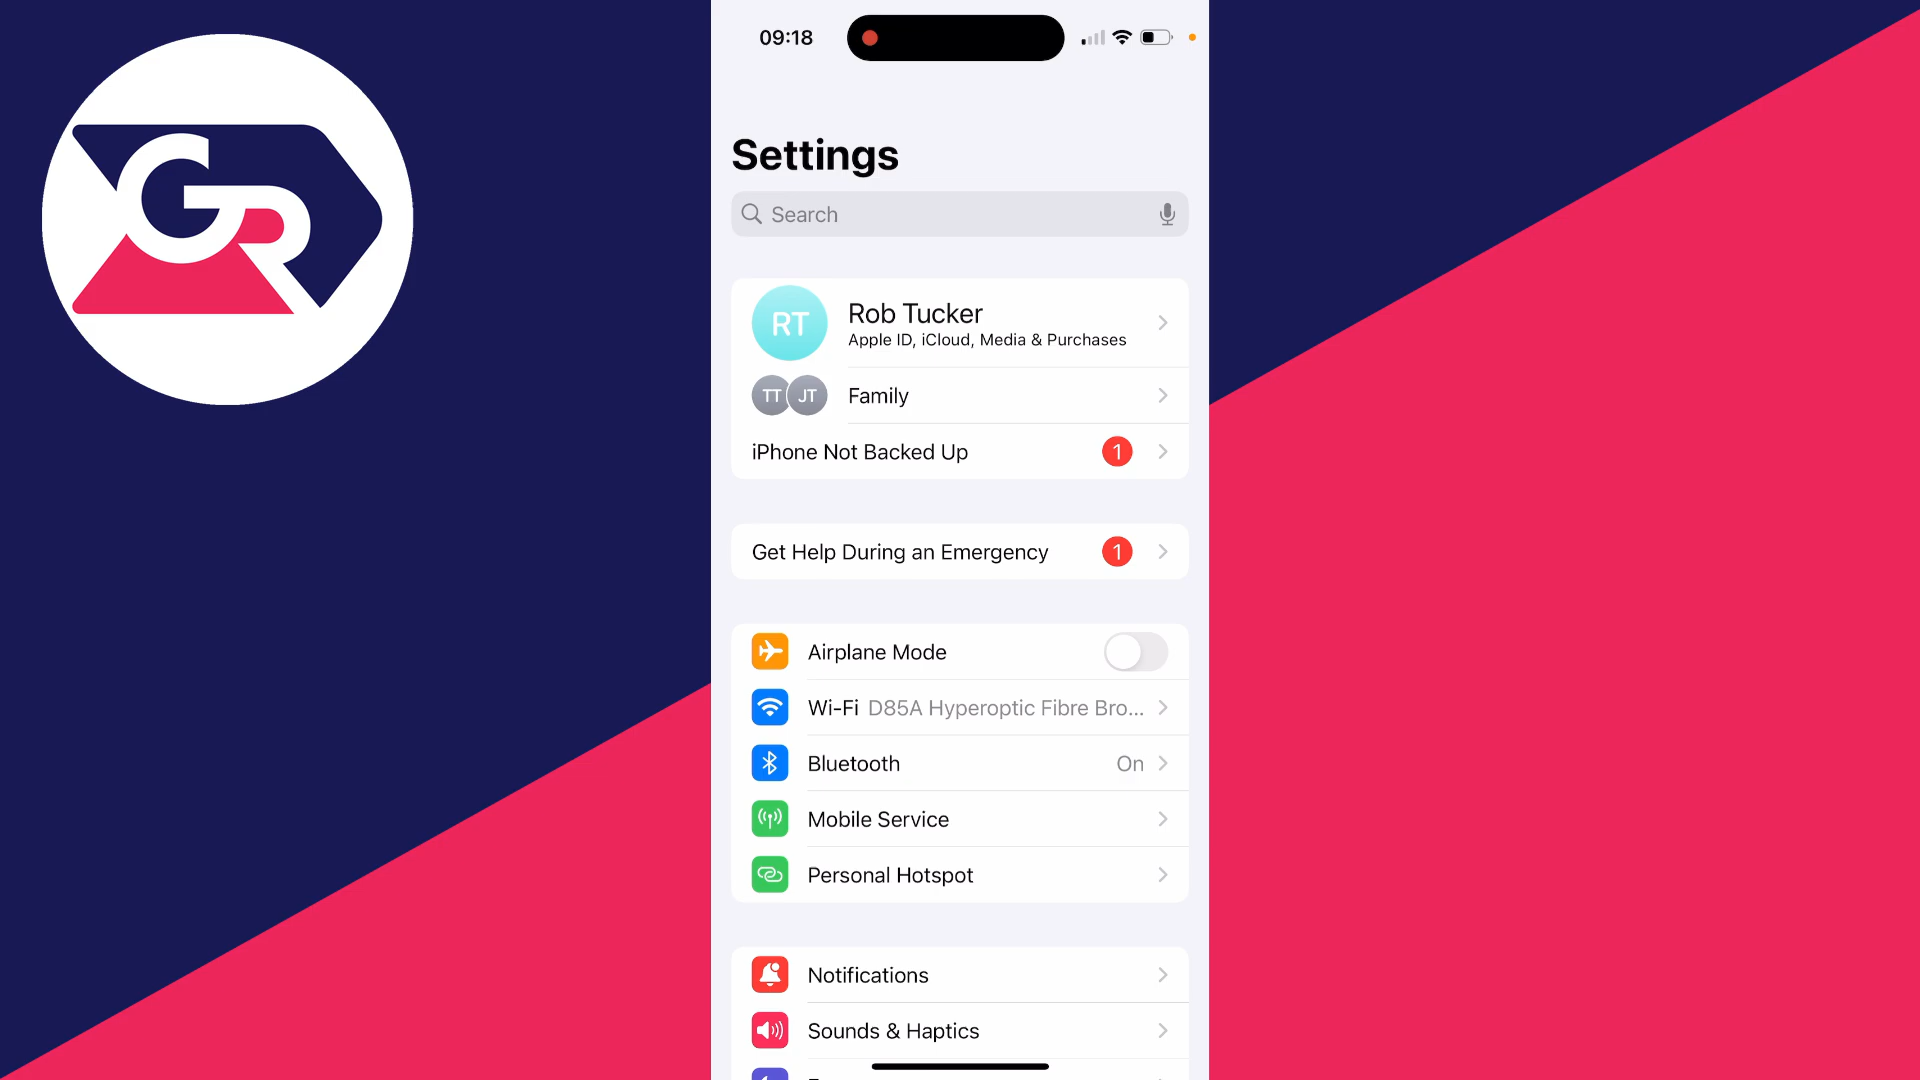 GR
09:18
Settings
Search
RT
Rob Tucker
Apple ID, iCloud, Media & Purchases
TT JT
Family
iPhone Not Backed Up 1
Get Help During an Emergency 1
Airplane Mode
Wi-Fi D85A Hyperoptic Fibre Bro...
Bluetooth On
Mobile Service
Personal Hotspot
Notifications
Sounds & Haptics